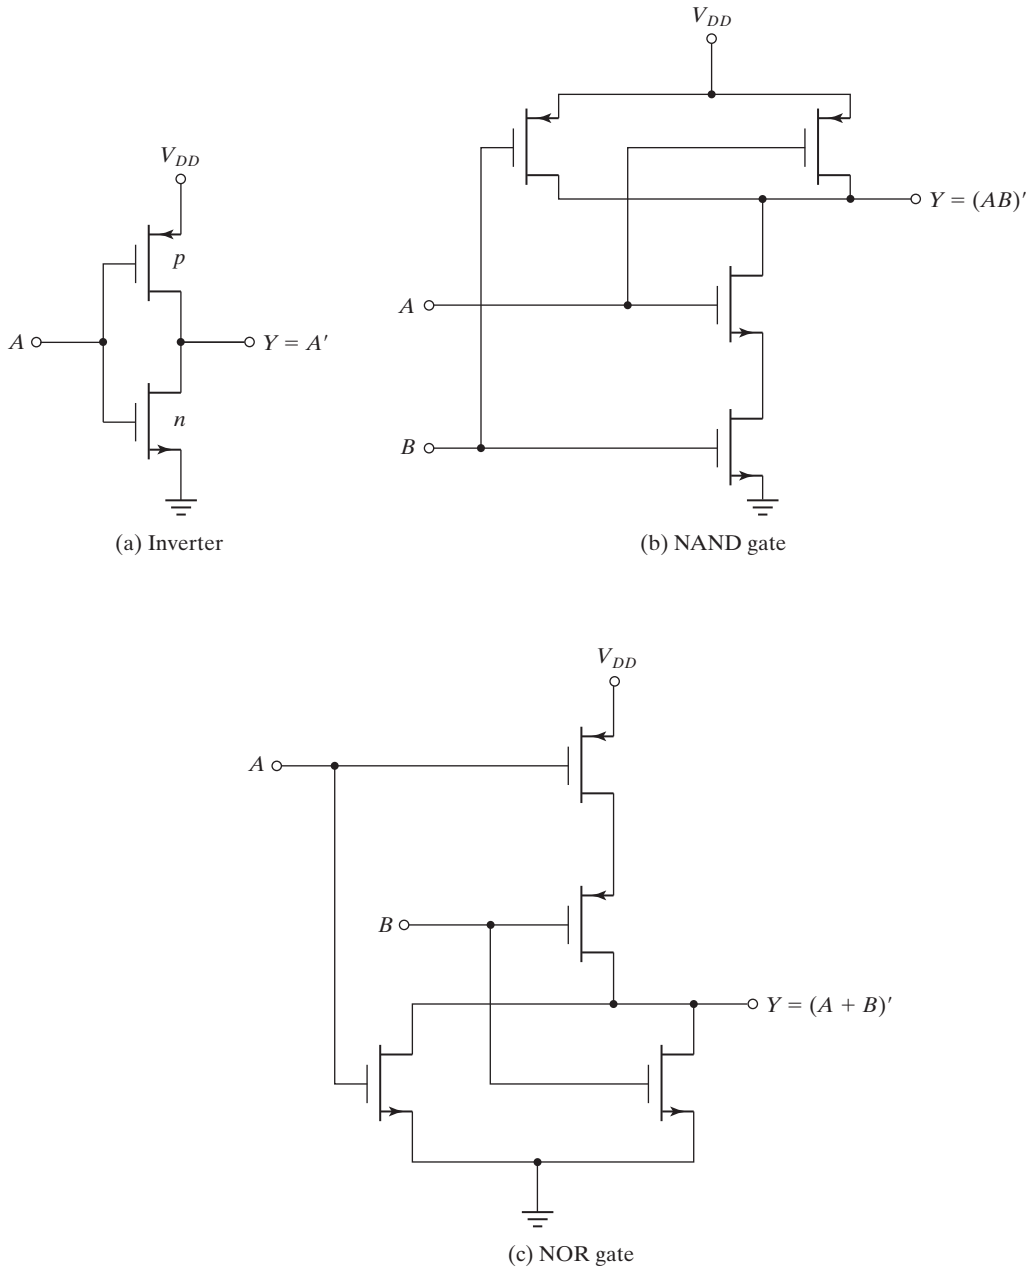 V_DD
V_DD
p
Y = (AB)'
A
A
Y = A'
n
B
(a) Inverter
(b) NAND gate
V_DD
A
B
Y = (A + B)'
(c) NOR gate